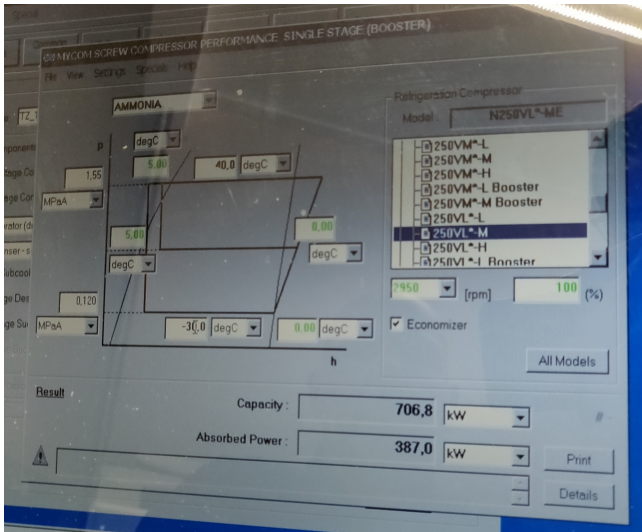 MYCOM SCREW COMPRESSOR PERFORMANCE SINGLE STAGE (BOOSTER)
File View Settings Specials Help
AMMONIA
Refrigeration Compressor
Model N250VL*-ME
P
degC
5.00
40,0 degC
1,55
MPaA
5,00
degC
0,00
degC
0,120
MPaA
-30,0 degC
0,00 degC
h
250VM*-L
250VM*-M
250VM*-H
250VM*-L Booster
250VM*-M Booster
250VL*-L
250VL*-M
250VL*-H
250VL*-L Booster
2950 [rpm] 100 (%)
Economizer
All Models
Result
Capacity : 706,8 kW
Absorbed Power : 387,0 kW
Print
Details